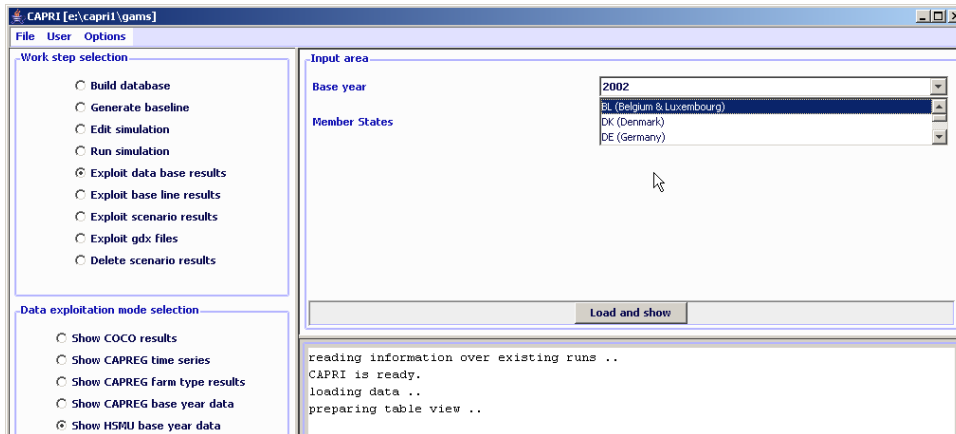 CAPRI [e:\capri1\gams]
File User Options
Work step selection
Build database
Generate baseline
Edit simulation
Run simulation
Exploit data base results
Exploit base line results
Exploit scenario results
Exploit gdx files
Delete scenario results
Data exploitation mode selection
Show COCO results
Show CAPREG time series
Show CAPREG farm type results
Show CAPREG base year data
Show HSMU base year data
Input area
Base year 2002
Member States
BL (Belgium & Luxembourg)
DK (Denmark)
DE (Germany)
Load and show
reading information over existing runs ..
CAPRI is ready.
loading data ..
preparing table view ..